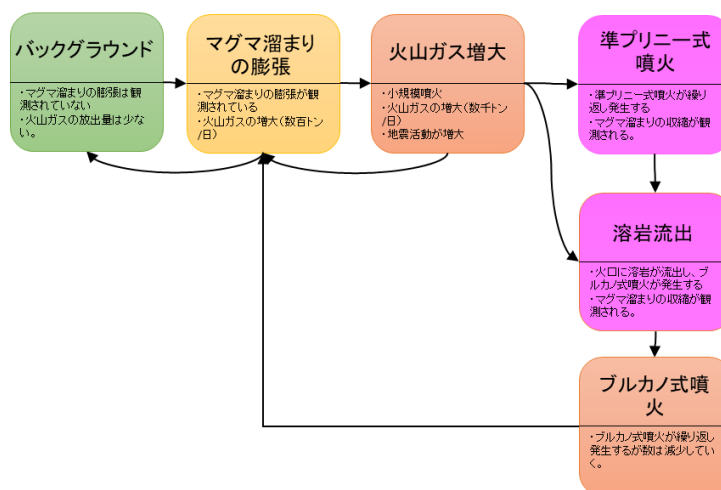 バックグラウンド
・マグマ溜まりの膨張は観
測されていない
・火山ガスの放出量は少な
い。
マグマ溜まり
の膨張
・マグマ溜まりの膨張が観
測されている
・火山ガスの増大(数百トン
/日)
火山ガス増大
・小規模噴火
・火山ガスの増大(数千トン
/日)
・地震活動が増大
準プリニー式
噴火
・準プリニー式噴火が繰り
返し発生する
・マグマ溜まりの収縮が観
測される。
溶岩流出
・火口に溶岩が流出し、ブ
ルカノ式噴火が発生する
・マグマ溜まりの収縮が観
測される。
ブルカノ式噴
火
・ブルカノ式噴火が繰り返し
発生するが数は減少してい
く。